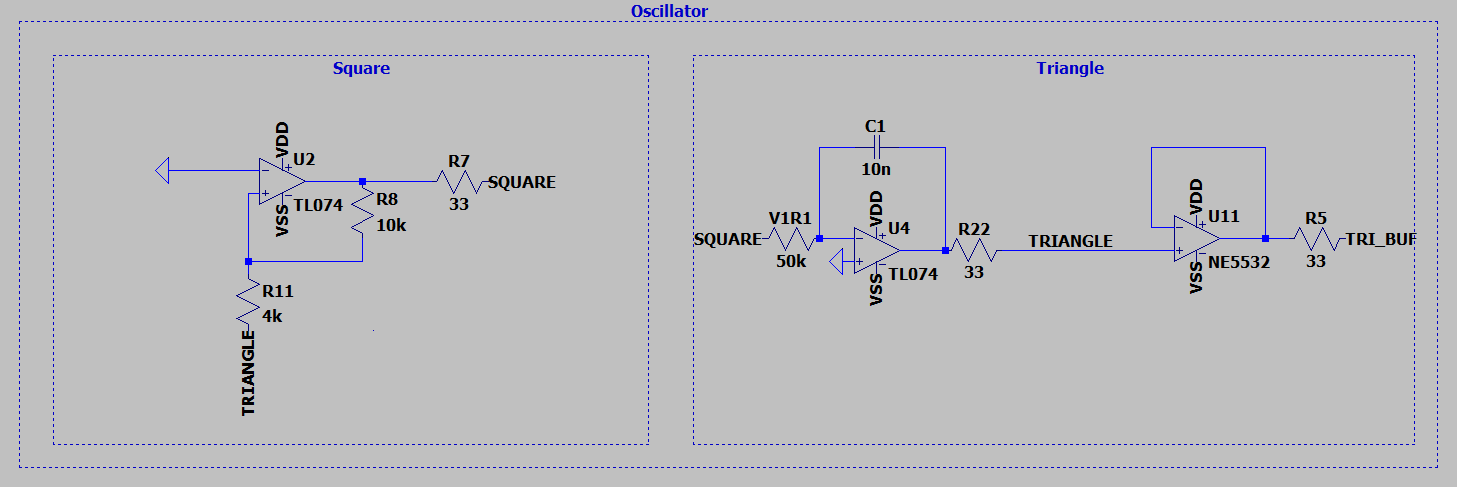 Oscillator
Square
VDD
U2
TL074
VSS
R7
33
SQUARE
R8
10k
R11
4k
TRIANGLE
Triangle
C1
10n
SQUARE
V1R1
50k
VDD
U4
TL074
VSS
R22
33
TRIANGLE
VDD
U11
NE5532
VSS
R5
33
TRI_BUF